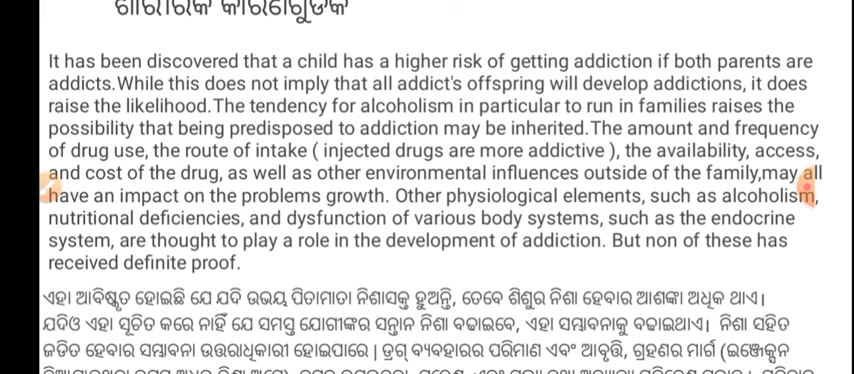 ଶାରୀରିକ କାରଣଗୁଡିକ
It has been discovered that a child has a higher risk of getting addiction if both parents are
addicts.While this does not imply that all addict's offspring will develop addictions, it does
raise the likelihood.The tendency for alcoholism in particular to run in families raises the
possibility that being predisposed to addiction may be inherited.The amount and frequency
of drug use, the route of intake ( injected drugs are more addictive ), the availability, access,
and cost of the drug, as well as other environmental influences outside of the family,may all
have an impact on the problems growth. Other physiological elements, such as alcoholism,
nutritional deficiencies, and dysfunction of various body systems, such as the endocrine
system, are thought to play a role in the development of addiction. But non of these has
received definite proof.
ଏହା ଆବିଷ୍କୃତ ହୋଇଛି ଯେ ଯଦି ଉଭୟ ପିତାମାତା ନିଶାସକ୍ତ ହୁଅନ୍ତି, ତେବେ ଶିଶୁର ନିଶା ହେବାର ଆଶଙ୍କା ଅଧିକ ଥାଏ।
ଯଦିଓ ଏହା ସୂଚିତ କରେ ନାହିଁ ଯେ ସମସ୍ତ ଯୋଗୀଙ୍କର ସନ୍ତାନ ନିଶା ବଢାଇବେ, ଏହା ସମ୍ଭାବନାକୁ ବଢାଇଥାଏ। ନିଶା ସହିତ
ଜଡିତ ହେବାର ସମ୍ଭାବନା ଉତ୍ତରାଧିକାରୀ ହୋଇପାରେ | ଡ୍ରଗ୍ ବ୍ୟବହାରର ପରିମାଣ ଏବଂ ଆବୃତ୍ତି, ଗ୍ରହଣର ମାର୍ଗ (ଇଞ୍ଜେକ୍ସନ